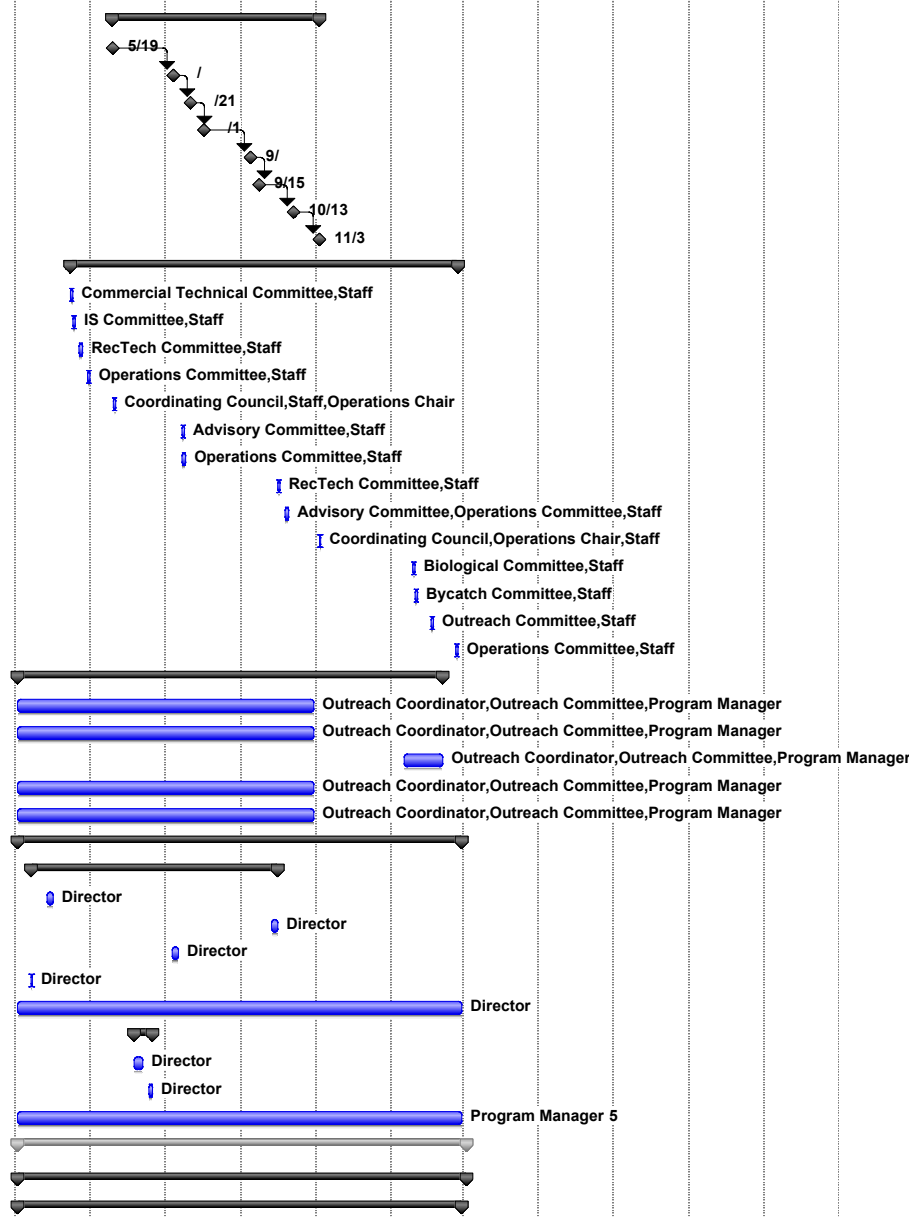 5/19
/
/21
/1
9/
9/15
10/13
11/3
Commercial Technical Committee,Staff
IS Committee,Staff
RecTech Committee,Staff
Operations Committee,Staff
Coordinating Council,Staff,Operations Chair
Advisory Committee,Staff
Operations Committee,Staff
RecTech Committee,Staff
Advisory Committee,Operations Committee,Staff
Coordinating Council,Operations Chair,Staff
Biological Committee,Staff
Bycatch Committee,Staff
Outreach Committee,Staff
Operations Committee,Staff
Outreach Coordinator,Outreach Committee,Program Manager
Outreach Coordinator,Outreach Committee,Program Manager
Outreach Coordinator,Outreach Committee,Program Manager
Outreach Coordinator,Outreach Committee,Program Manager
Outreach Coordinator,Outreach Committee,Program Manager
Director
Director
Director
Director
Director
Director
Director
Program Manager 5